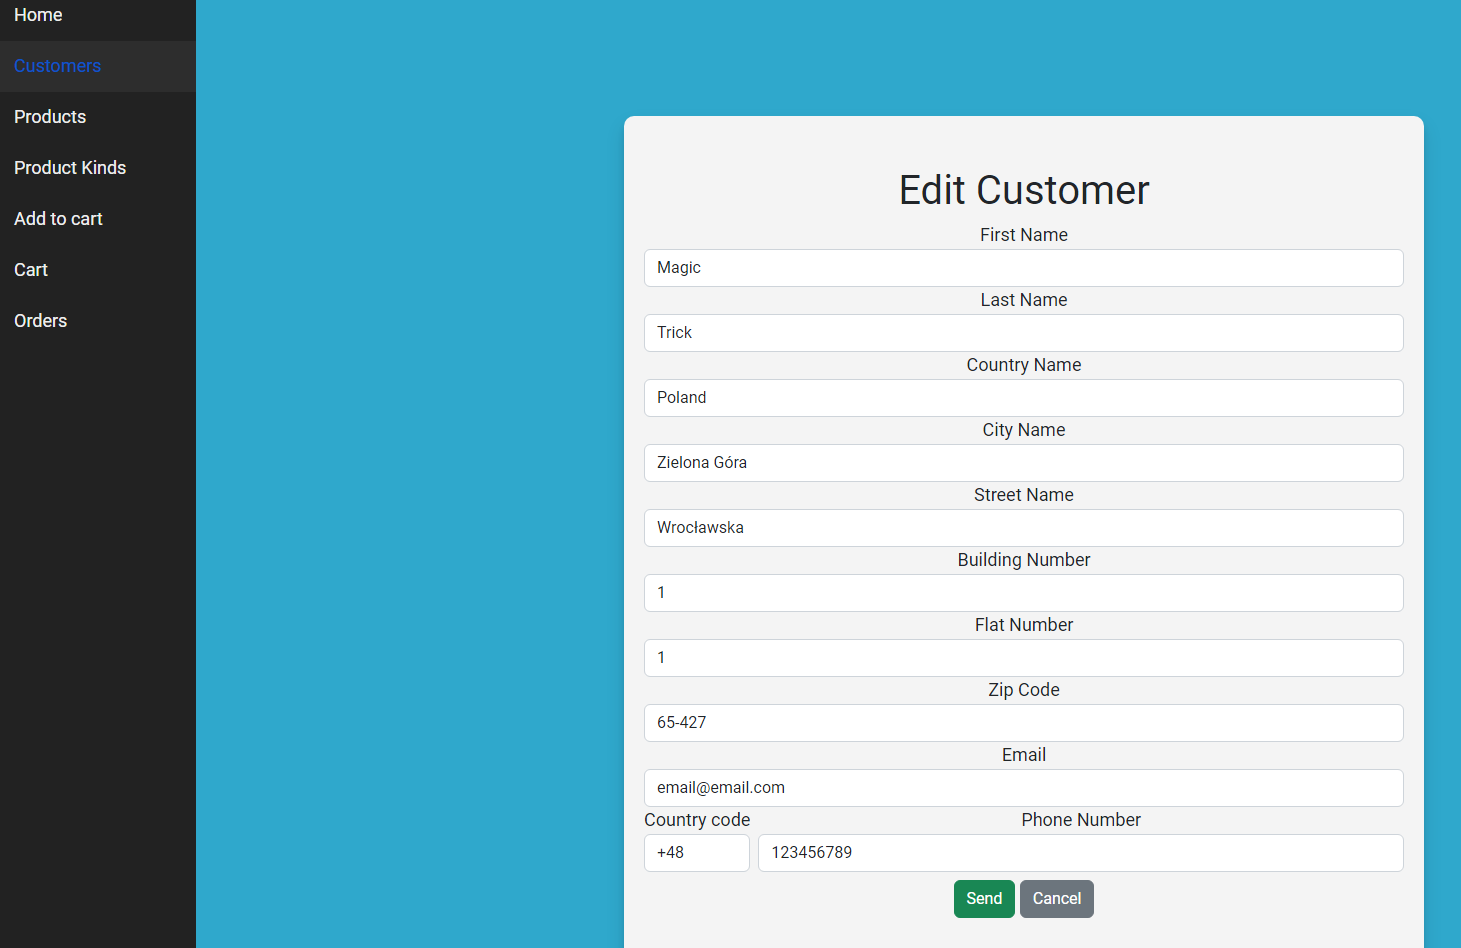 Home
Customers
Products
Product Kinds
Add to cart
Cart
Orders
Edit Customer
First Name
Magic
Last Name
Trick
Country Name
Poland
City Name
Zielona Góra
Street Name
Wrocławska
Building Number
1
Flat Number
1
Zip Code
65-427
Email
email@email.com
Country code Phone Number
+48 123456789
Send Cancel